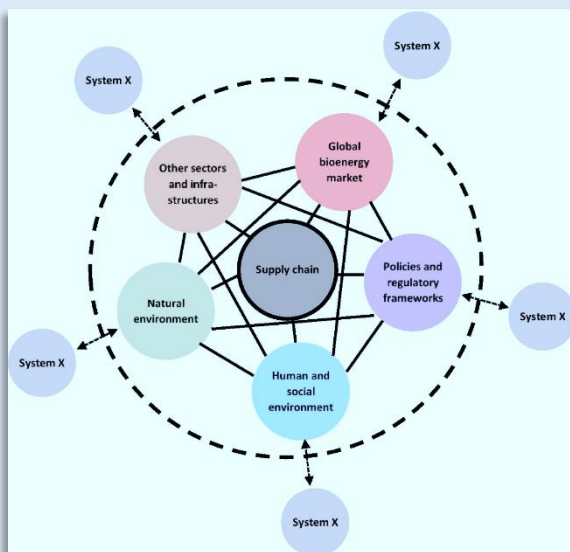 System X
System X
Global
bioenergy
market
Other sectors
and infra-
structures
Supply chain
Policies and
regulatory
frameworks
Natural
environment
System X
System X
Human and
social
environment
System X